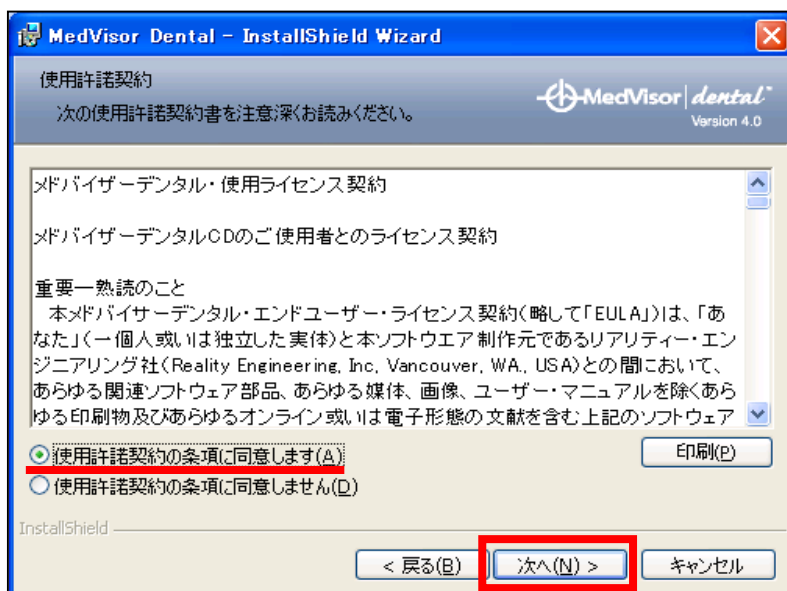 MedVisor Dental - InstallShield Wizard
使用許諾契約
次の使用許諾契約書を注意深くお読みください。
MedVisor dental
Version 4.0
メドバイザーデンタル・使用ライセンス契約
メドバイザーデンタルCDのご使用者とのライセンス契約
重要ー熟読のこと
本メドバイサーデンタル・エンドユーザー・ライセンス契約(略して「EULA」)は、「あ
なた」(一個人或いは独立した実体)と本ソフトウエア制作元であるリアリティー・エン
ジニアリング社(Reality Engineering, Inc, Vancouver, WA., USA)との間において、
あらゆる関連ソフトウェア部品、あらゆる媒体、画像、ユーザー・マニュアルを除くあら
ゆる印刷物及びあらゆるオンライン或いは電子形態の文献を含む上記のソフトウェア
使用許諾契約の条項に同意します(A)
印刷(P)
使用許諾契約の条項に同意しません(D)
InstallShield
< 戻る(B)
次へ(N) >
キャンセル